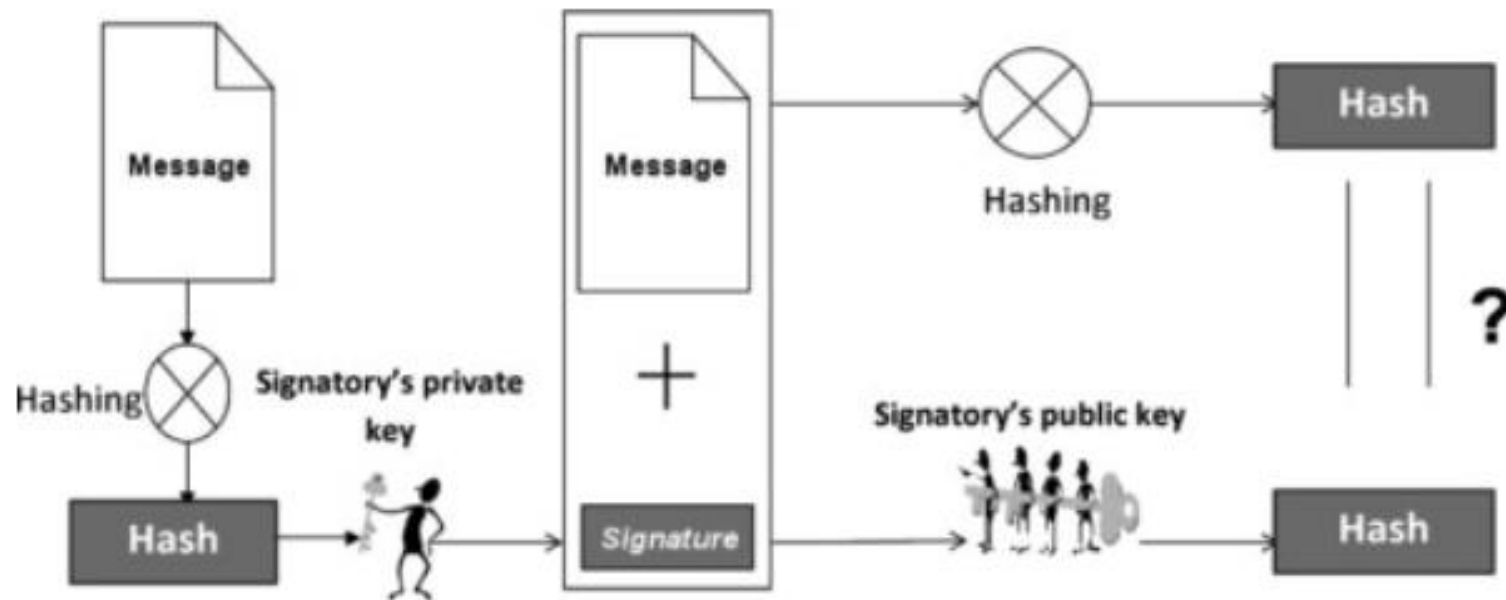 Message
Hashing
Signatory's private
key
Hash
Message
+
Signature
Hashing
Signatory's public key
Hash
?
Hash